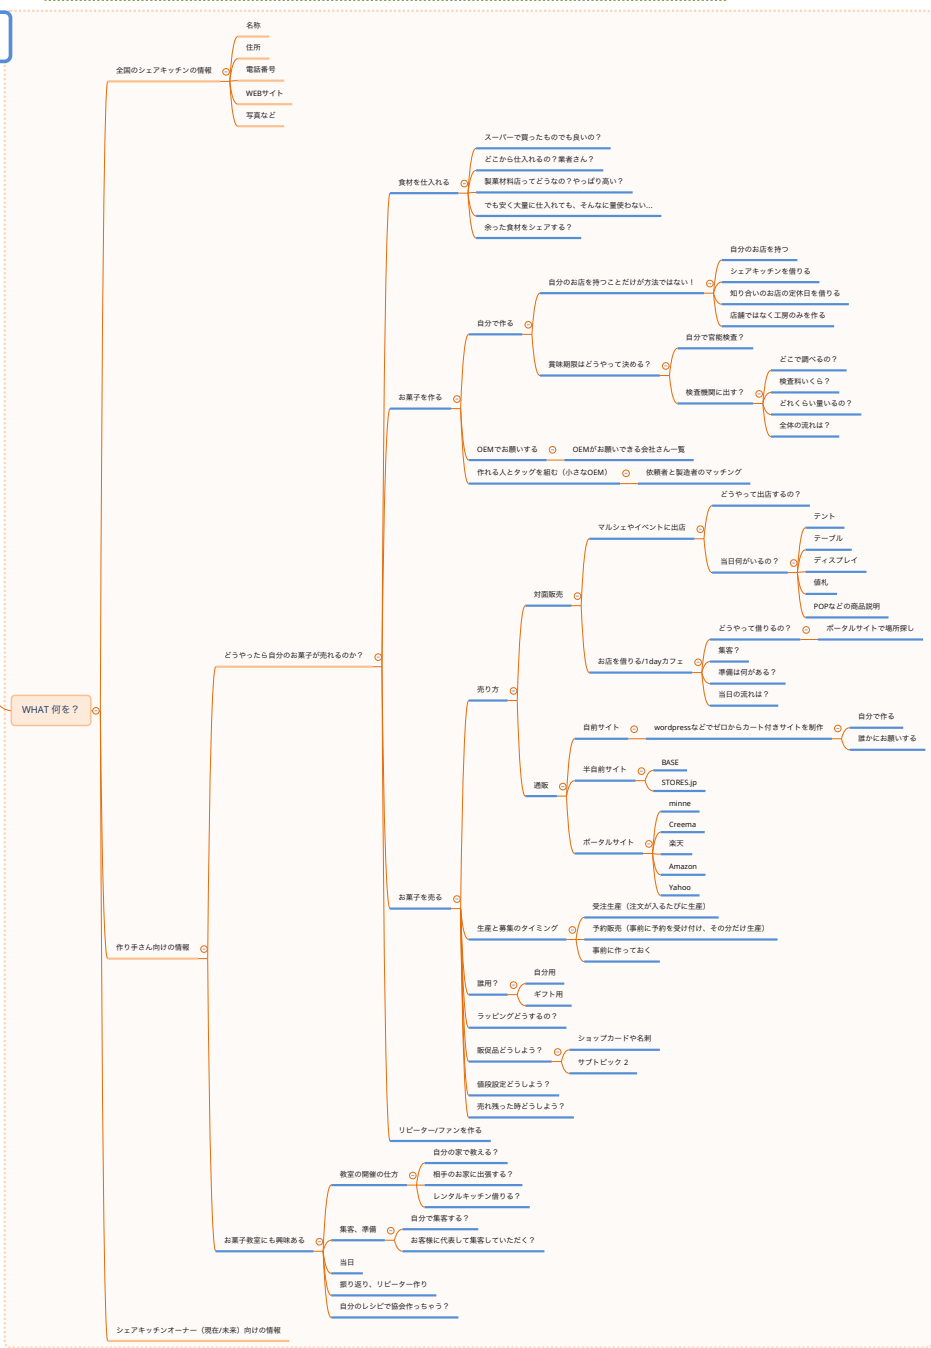 名称
住所
全国のシェアキッチンの情報
電話番号
WEBサイト
写真など
スーパーで買ったものでも良いの？
どこから仕入れるの？業者さん？
食材を仕入れる
製菓材料店ってどうなの？やっぱり高い？
でも安く大量に仕入れても、そんなに量使わない...
余った食材をシェアする？
自分のお店を持つ
シェアキッチンを借りる
自分のお店を持つことだけが方法ではない！
知り合いのお店の定休日を借りる
店舗ではなく工房のみを作る
自分で作る
自分で官能検査？
賞味期限はどうやって決める？
どこで調べるの？
検査料いくら？
検査機関に出す？
どれくらい量いるの？
全体の流れは？
お菓子を作る
OEMでお願いする
OEMがお願いできる会社さん一覧
作れる人とタッグを組む（小さなOEM）
依頼者と製造者のマッチング
どうやって出店するの？
マルシェやイベントに出店
テント
テーブル
当日何がいるの？
ディスプレイ
値札
POPなどの商品説明
対面販売
どうやって借りるの？
ポータルサイトで場所探し
集客？
お店を借りる/1dayカフェ
準備は何がある？
当日の流れは？
どうやったら自分のお菓子が売れるのか？
売り方
WHAT 何を？
自分で作る
自前サイト
wordpressなどでゼロからカート付きサイトを制作
誰かにお願いする
BASE
半自前サイト
STORES.jp
通販
minne
Creema
ポータルサイト
楽天
Amazon
Yahoo
お菓子を売る
受注生産（注文が入るたびに生産）
生産と募集のタイミング
予約販売（事前に予約を受け付け、その分だけ生産）
事前に作っておく
作り手さん向けの情報
自分用
誰用？
ギフト用
ラッピングどうするの？
ショップカードや名刺
販促品どうしよう？
サブトピック 2
値段設定どうしよう？
売れ残った時どうしよう？
リピーター/ファンを作る
自分の家で教える？
教室の開催の仕方
相手のお家に出張する？
レンタルキッチン借りる？
自分で集客する？
集客、準備
お客様に代表して集客していただく？
お菓子教室にも興味ある
当日
振り返り、リピーター作り
自分のレシピで協会作っちゃう？
シェアキッチンオーナー（現在/未来）向けの情報